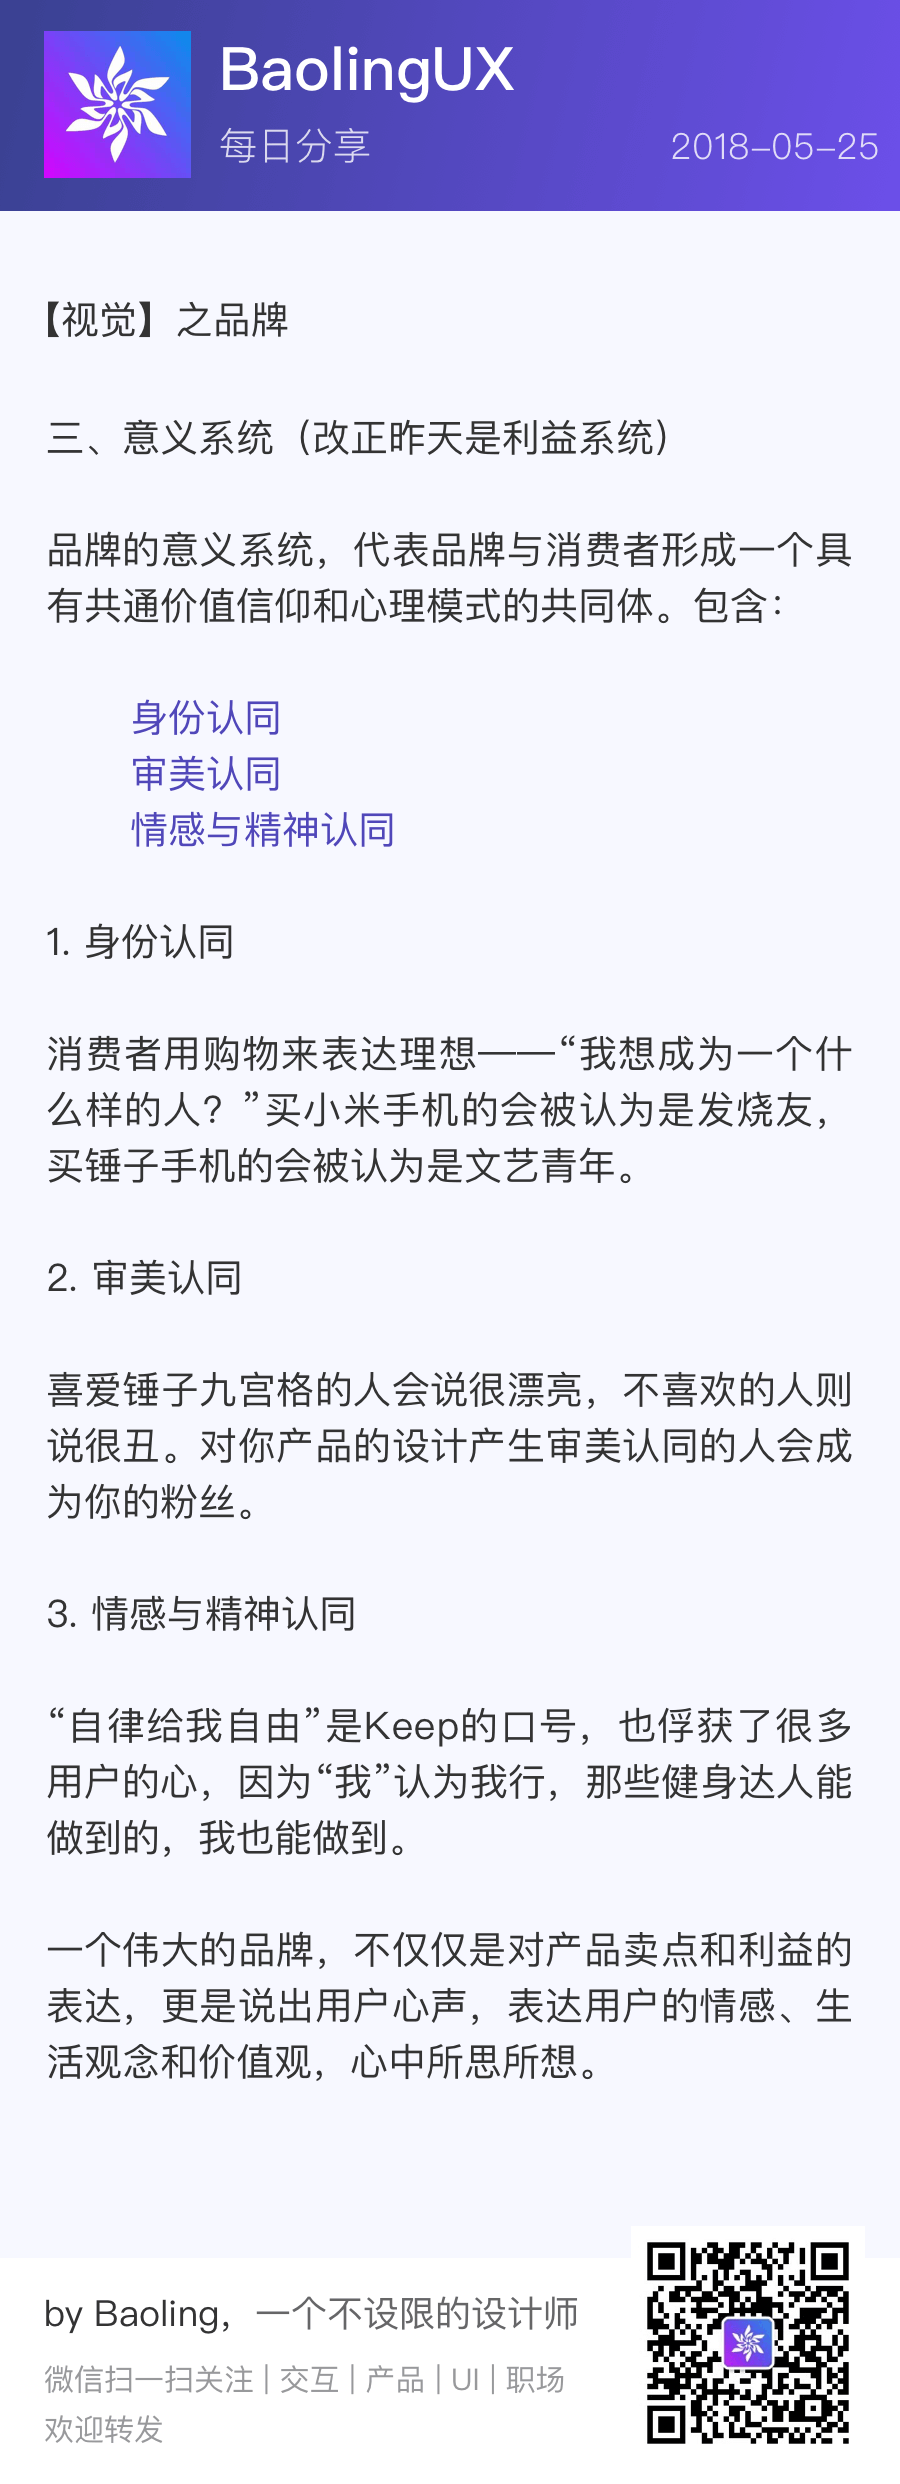 BaolingUX
每日分享
2018-05-25
【视觉】之品牌
三、意义系统（改正昨天是利益系统）
品牌的意义系统，代表品牌与消费者形成一个具
有共通价值信仰和心理模式的共同体。包含：
身份认同
审美认同
情感与精神认同
1. 身份认同
消费者用购物来表达理想——“我想成为一个什
么样的人？”买小米手机的会被认为是发烧友，
买锤子手机的会被认为是文艺青年。
2. 审美认同
喜爱锤子九宫格的人会说很漂亮，不喜欢的人则
说很丑。对你产品的设计产生审美认同的人会成
为你的粉丝。
3. 情感与精神认同
“自律给我自由”是Keep的口号，也俘获了很多
用户的心，因为“我”认为我行，那些健身达人能
做到的，我也能做到。
一个伟大的品牌，不仅仅是对产品卖点和利益的
表达，更是说出用户心声，表达用户的情感、生
活观念和价值观，心中所思所想。
by Baoling，一个不设限的设计师
微信扫一扫关注 | 交互 | 产品 | UI | 职场
欢迎转发